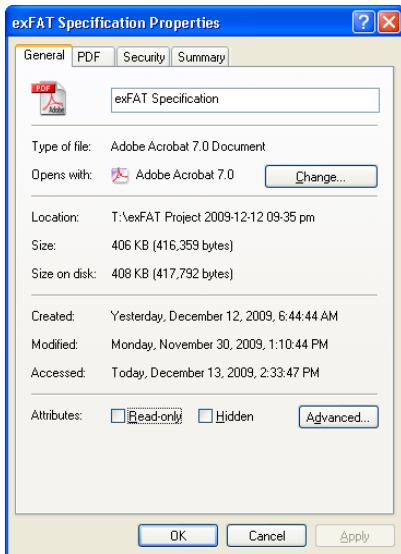 exFAT Specification Properties
General PDF Security Summary
PDF
Adobe
exFAT Specification
Type of file: Adobe Acrobat 7.0 Document
Opens with: Adobe Acrobat 7.0 Change...
Location: T:\exFAT Project 2009-12-12 09-35 pm
Size: 406 KB (416,359 bytes)
Size on disk: 408 KB (417,792 bytes)
Created: Yesterday, December 12, 2009, 6:44:44 AM
Modified: Monday, November 30, 2009, 1:10:44 PM
Accessed: Today, December 13, 2009, 2:33:47 PM
Attributes: Read-only Hidden Advanced...
OK Cancel Apply